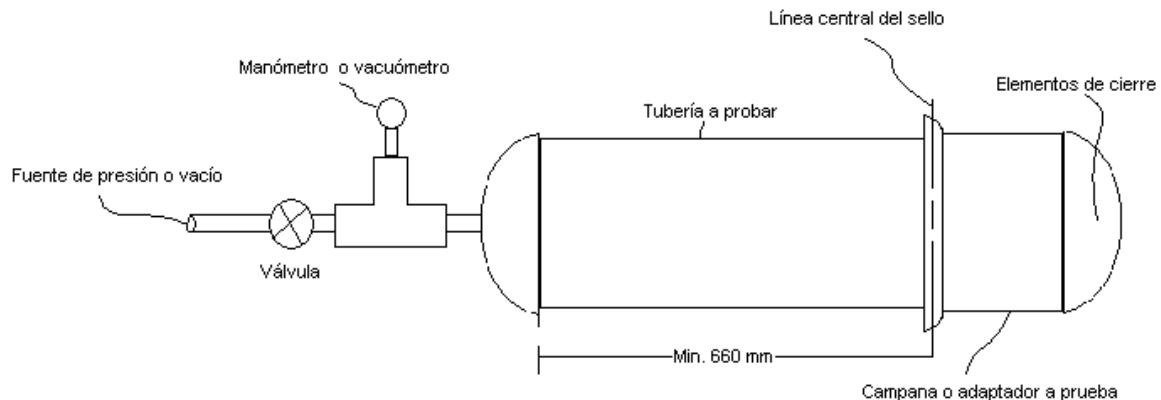 Línea central del sello
Manómetro o vacuómetro
Elementos de cierre
Tubería a probar
Fuente de presión o vacío
Válvula
Min. 660 mm
Campana o adaptador a prueba